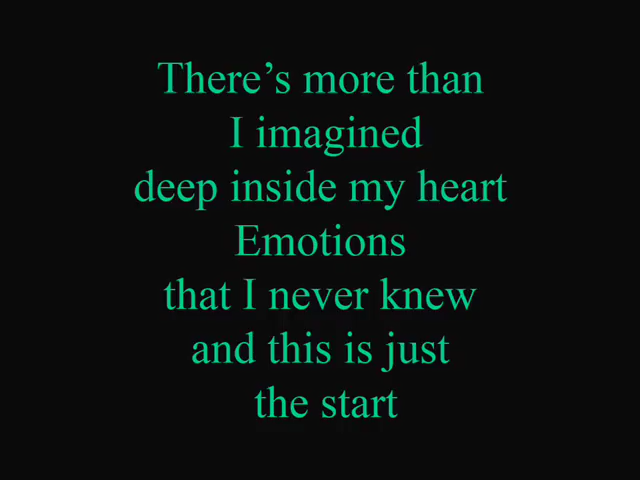 There’s more than
I imagined
deep inside my heart
Emotions
that I never knew
and this is just
the start